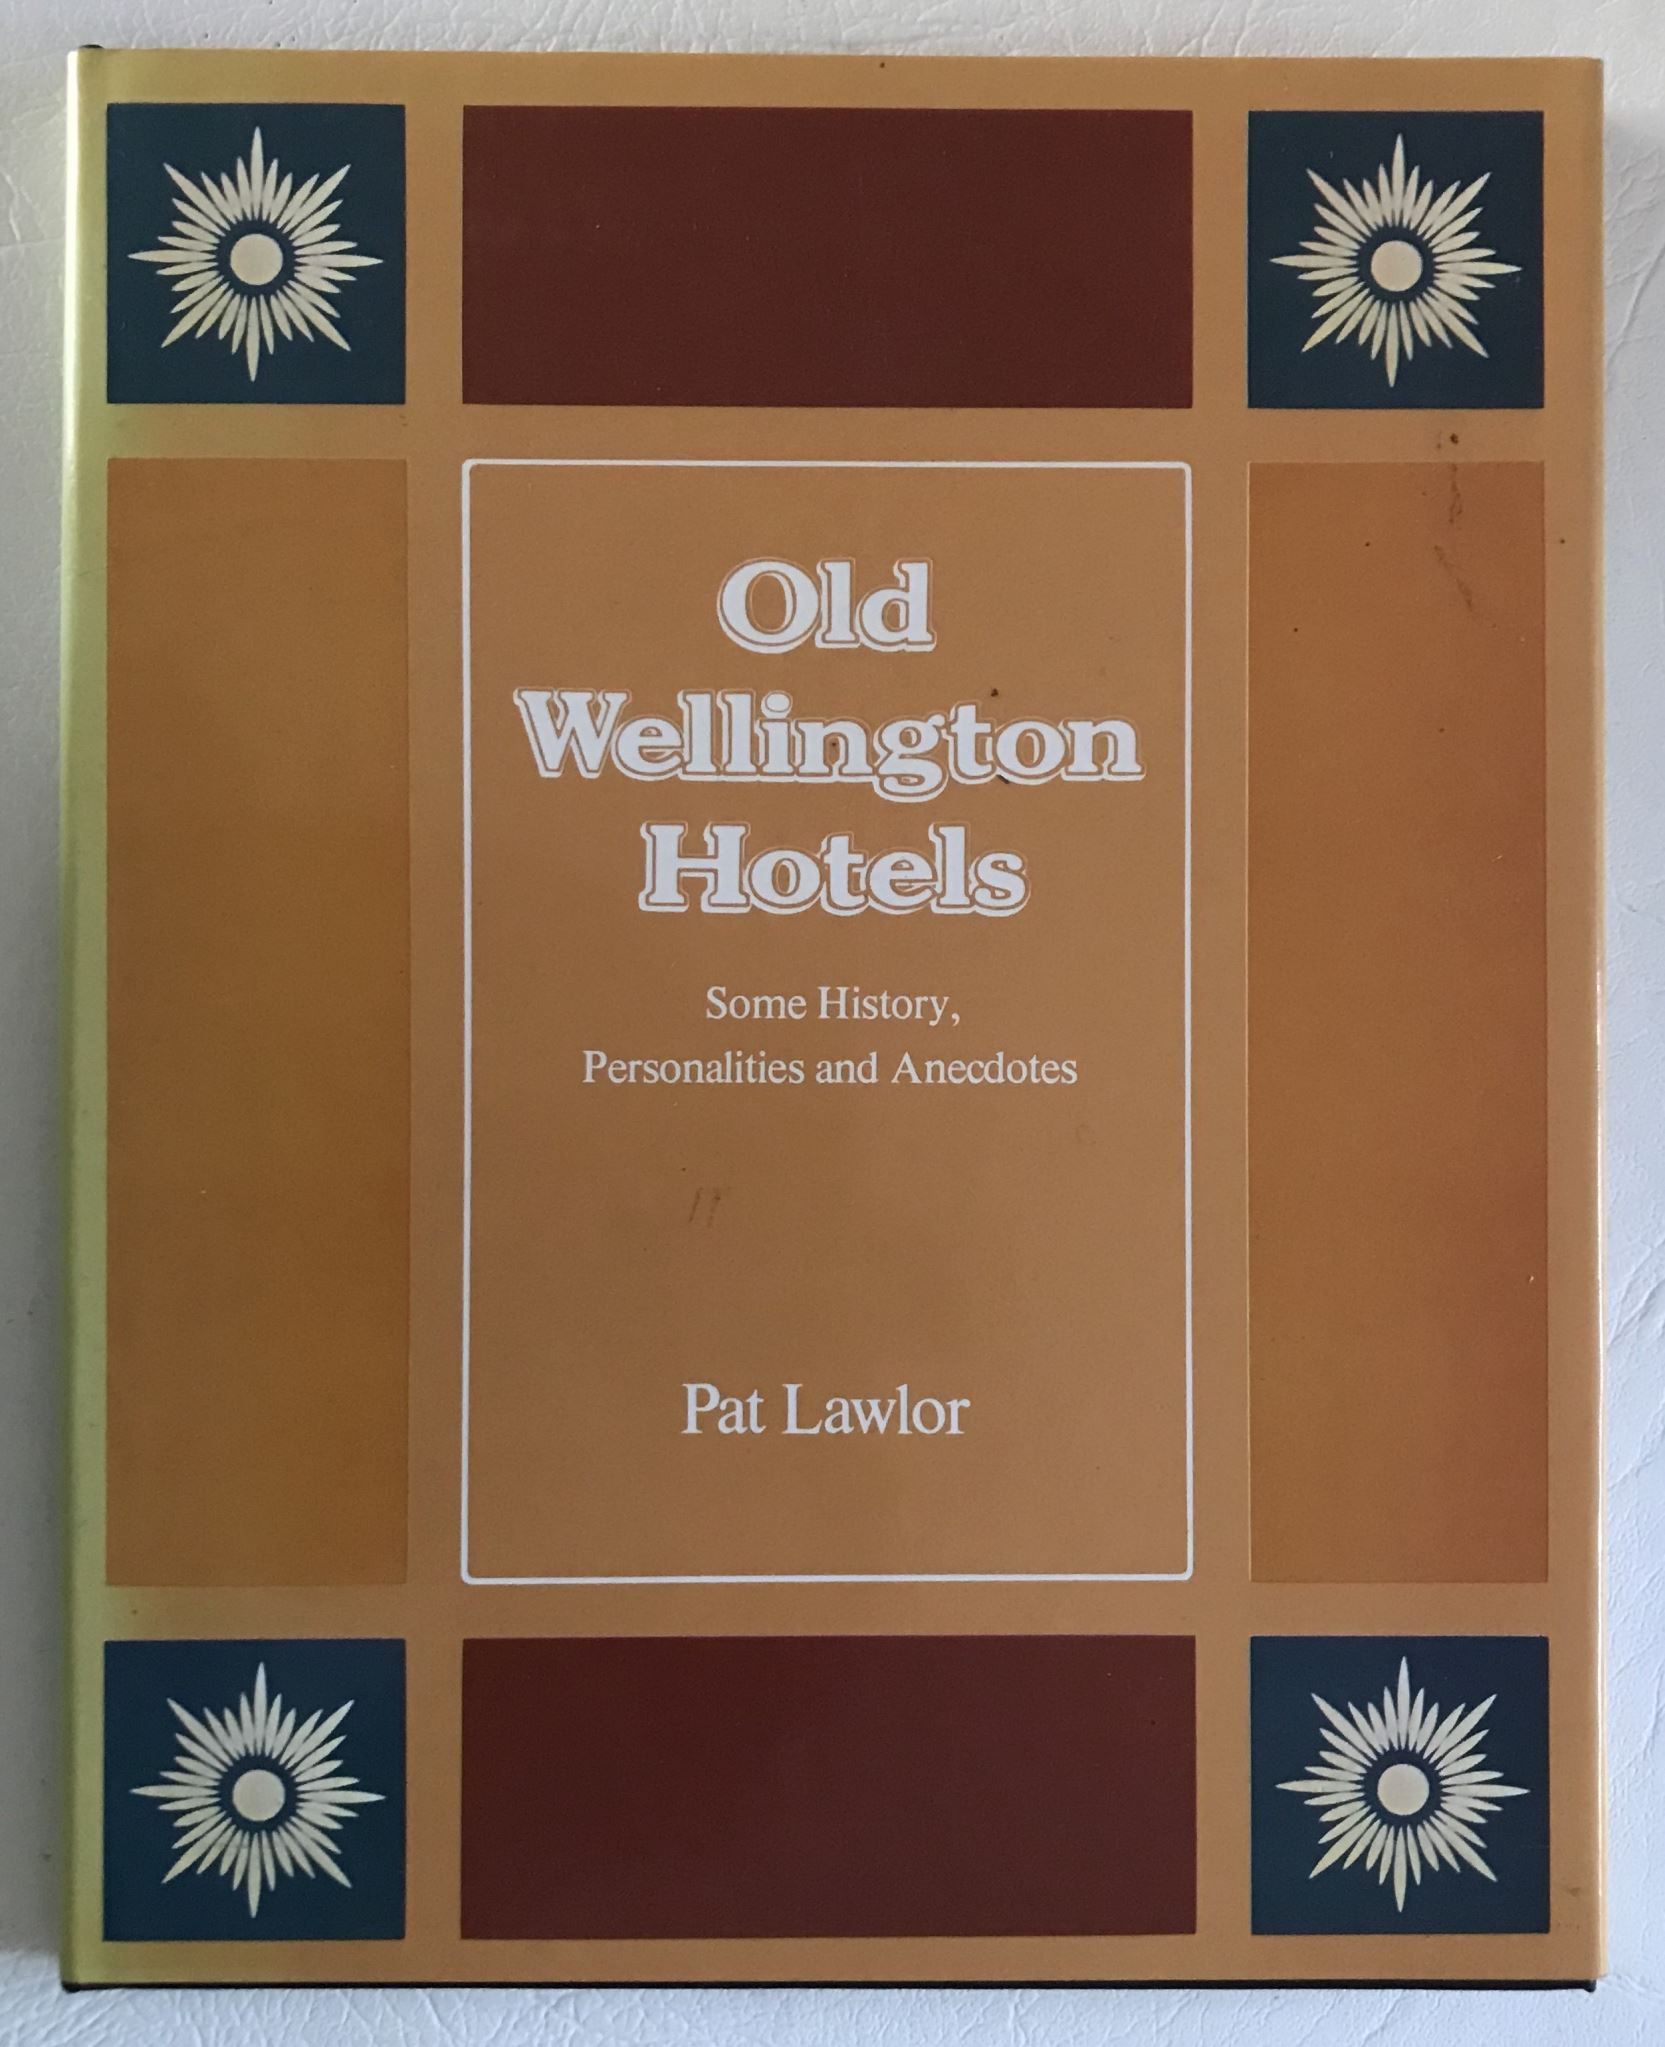 Old
Wellington
Hotels
Some History,
Personalities and Anecdotes
Pat Lawlor